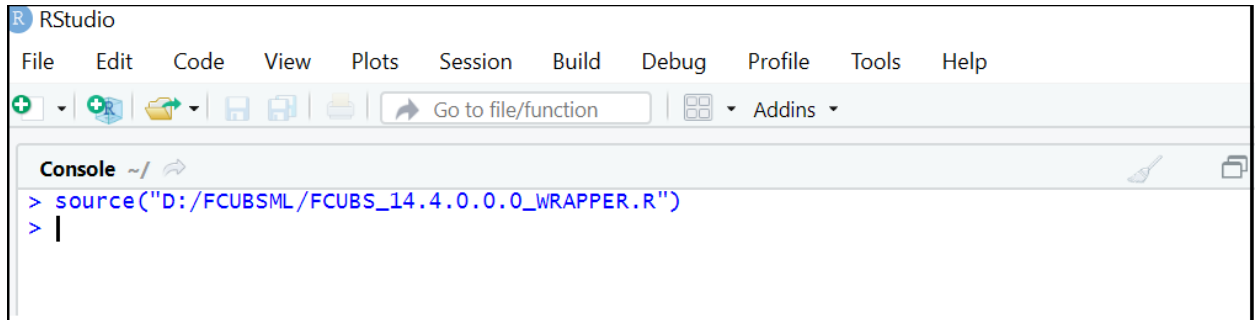 R RStudio
File Edit Code View Plots Session Build Debug Profile Tools Help
R Go to file/function Addins
Console ~/
> source("D:/FCUBSML/FCUBS_14.4.0.0.0_WRAPPER.R")
>